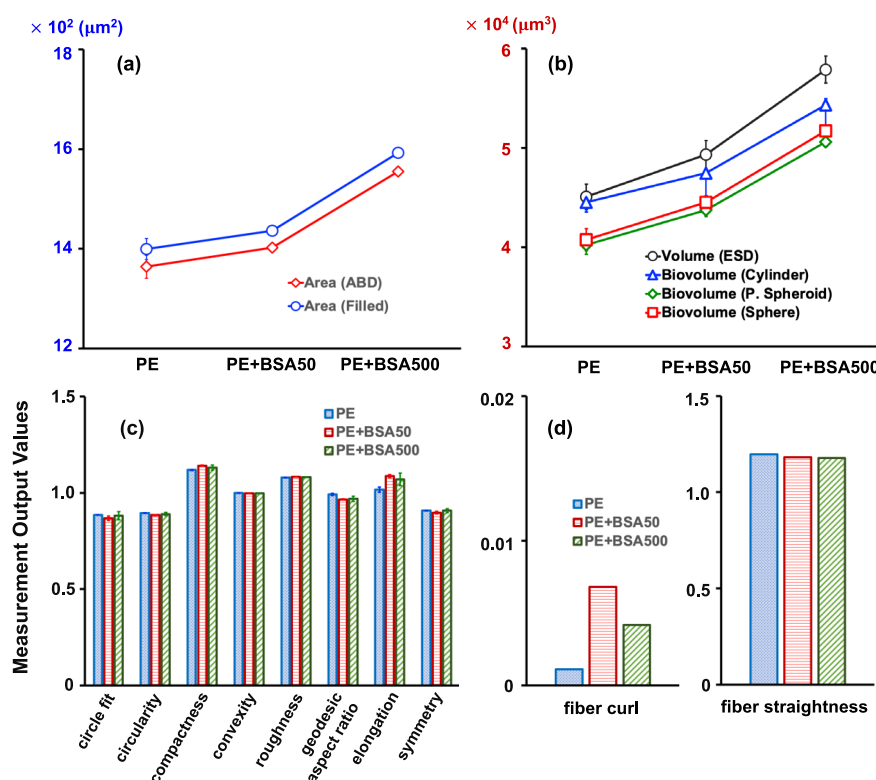 × 10² (μm²)
(a)
18
16
14
12
Area (ABD)
Area (Filled)
PE
PE+BSA50
PE+BSA500
× 10⁴ (μm³)
(b)
6
5
4
3
Volume (ESD)
Biovolume (Cylinder)
Biovolume (P. Spheroid)
Biovolume (Sphere)
PE
PE+BSA50
PE+BSA500
Measurement Output Values
(c)
1.5
1.0
0.5
0
PE
PE+BSA50
PE+BSA500
circle fit
circularity
compactness
convexity
roughness
geodesic
aspect ratio
elongation
symmetry
(d)
0.02
0.01
0
PE
PE+BSA50
PE+BSA500
fiber curl
1.5
1.0
0.5
0
fiber straightness